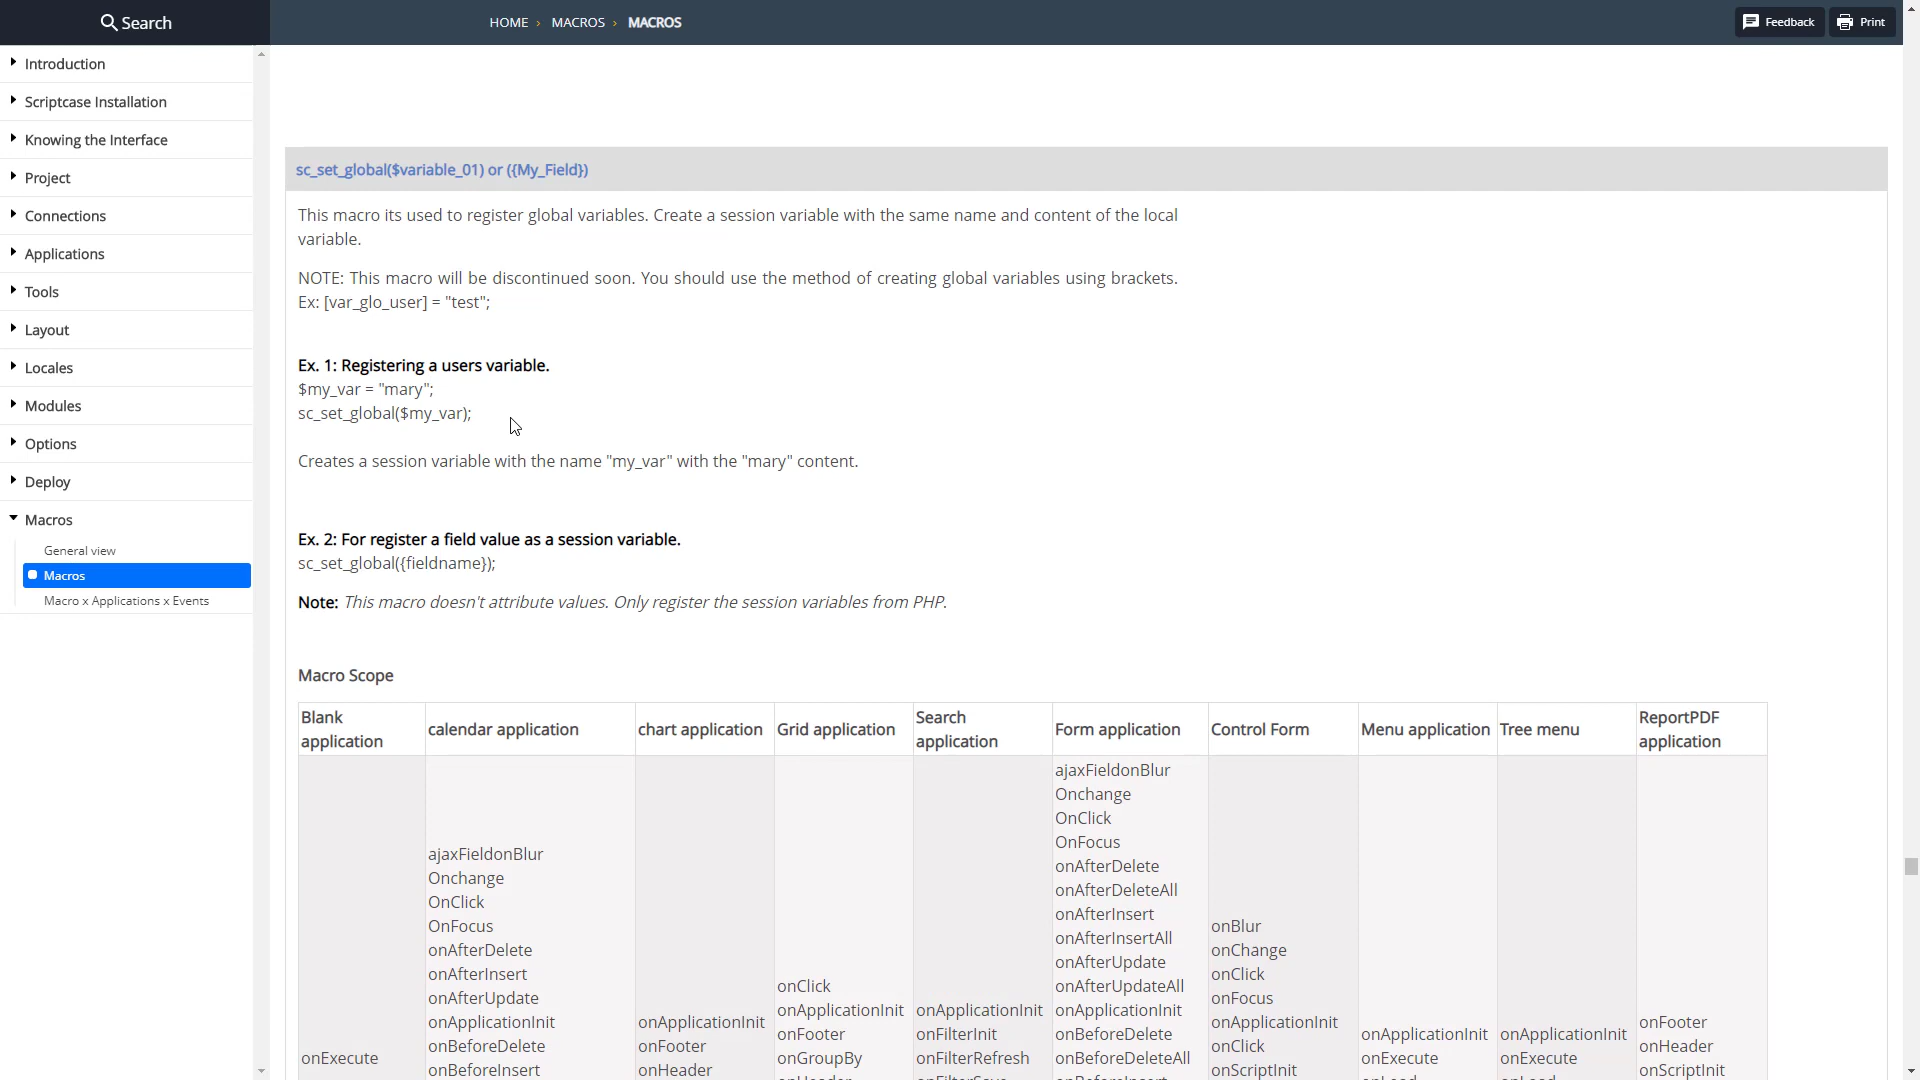 Search
HOME › MACROS › MACROS
Feedback
Print
Introduction
Scriptcase Installation
Knowing the Interface
Project
Connections
Applications
Tools
Layout
Locales
Modules
Options
Deploy
Macros
General view
Macros
Macro x Applications x Events
sc_set_global($variable_01) or ({My_Field})
This macro its used to register global variables. Create a session variable with the same name and content of the local
variable.
NOTE: This macro will be discontinued soon. You should use the method of creating global variables using brackets.
Ex: [var_glo_user] = "test";
Ex. 1: Registering a users variable.
$my_var = "mary";
sc_set_global($my_var);
Creates a session variable with the name "my_var" with the "mary" content.
Ex. 2: For register a field value as a session variable.
sc_set_global({fieldname});
Note: This macro doesn't attribute values. Only register the session variables from PHP.
Macro Scope
Blank
application
calendar application
chart application
Grid application
Search
application
Form application
Control Form
Menu application
Tree menu
ReportPDF
application
onExecute
ajaxFieldonBlur
Onchange
OnClick
OnFocus
onAfterDelete
onAfterInsert
onAfterUpdate
onApplicationInit
onBeforeDelete
onBeforeInsert
onApplicationInit
onFooter
onHeader
onClick
onApplicationInit
onFooter
onGroupBy
onHeader
onApplicationInit
onFilterInit
onFilterRefresh
onFilterSave
ajaxFieldonBlur
Onchange
OnClick
OnFocus
onAfterDelete
onAfterDeleteAll
onAfterInsert
onAfterInsertAll
onAfterUpdate
onAfterUpdateAll
onApplicationInit
onBeforeDelete
onBeforeDeleteAll
onBeforeInsert
onBlur
onChange
onClick
onFocus
onApplicationInit
onClick
onScriptInit
onApplicationInit
onExecute
onLoad
onApplicationInit
onExecute
onLoad
onFooter
onHeader
onScriptInit